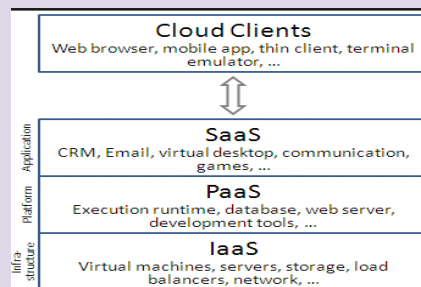 Cloud Clients
Web browser, mobile app, thin client, terminal
emulator, ...
Application
SaaS
CRM, Email, virtual desktop, communication,
games, ...
Platform
PaaS
Execution runtime, database, web server,
development tools, ...
Infra-
structure
IaaS
Virtual machines, servers, storage, load
balancers, network, ...